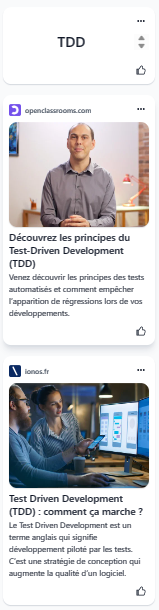 TDD
openclassrooms.com
Découvrez les principes du
Test-Driven Development
(TDD)
Venez découvrir les principes des tests
automatisés et comment empêcher
l'apparition de régressions lors de vos
développements.
ionos.fr
Test Driven Development
(TDD) : comment ça marche ?
Le Test Driven Development est un
terme anglais qui signifie
développement piloté par les tests.
C'est une stratégie de conception qui
augmente la qualité d'un logiciel.